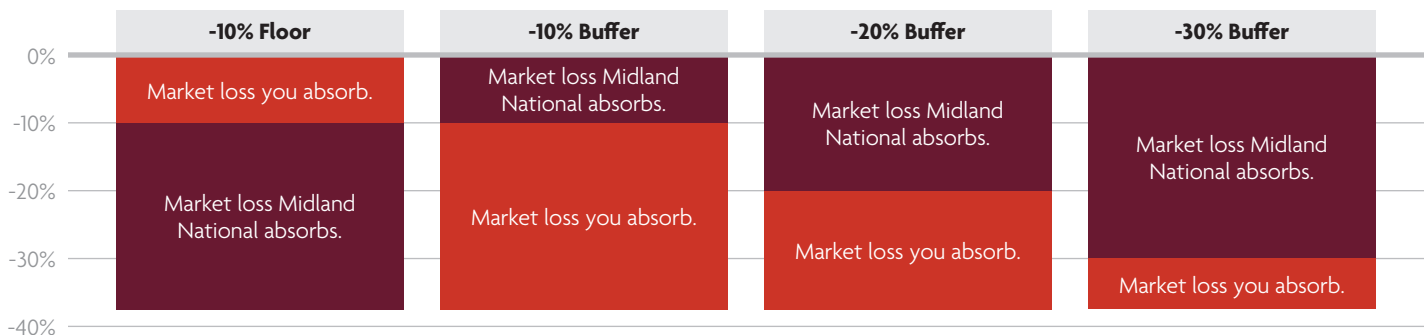 -10% Floor
-10% Buffer
-20% Buffer
-30% Buffer
0%
-10%
-20%
-30%
-40%
Market loss you absorb.
Market loss Midland
National absorbs.
Market loss Midland
National absorbs.
Market loss you absorb.
Market loss Midland
National absorbs.
Market loss you absorb.
Market loss Midland
National absorbs.
Market loss you absorb.